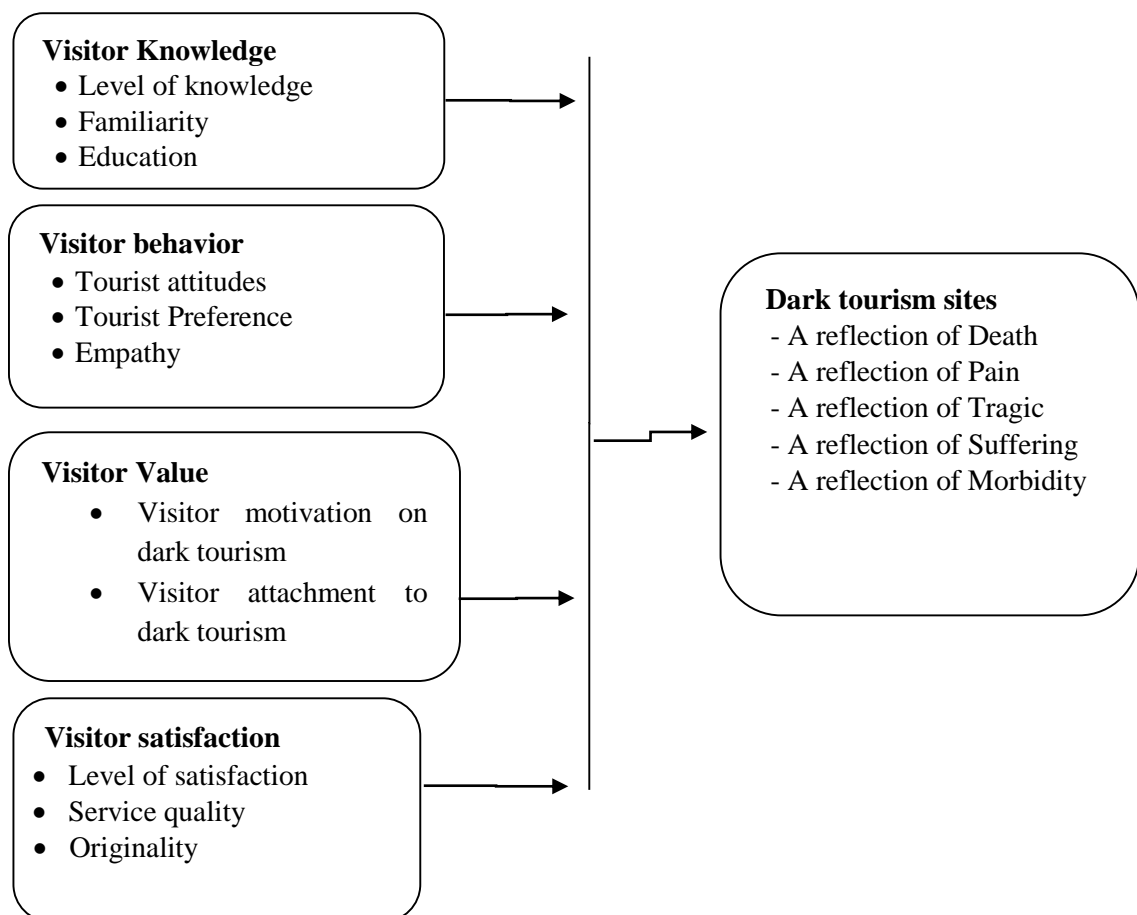 Visitor Knowledge
• Level of knowledge
• Familiarity
• Education
Visitor behavior
• Tourist attitudes
• Tourist Preference
• Empathy
Visitor Value
• Visitor motivation on
dark tourism
• Visitor attachment to
dark tourism
Visitor satisfaction
• Level of satisfaction
• Service quality
• Originality
Dark tourism sites
- A reflection of Death
- A reflection of Pain
- A reflection of Tragic
- A reflection of Suffering
- A reflection of Morbidity